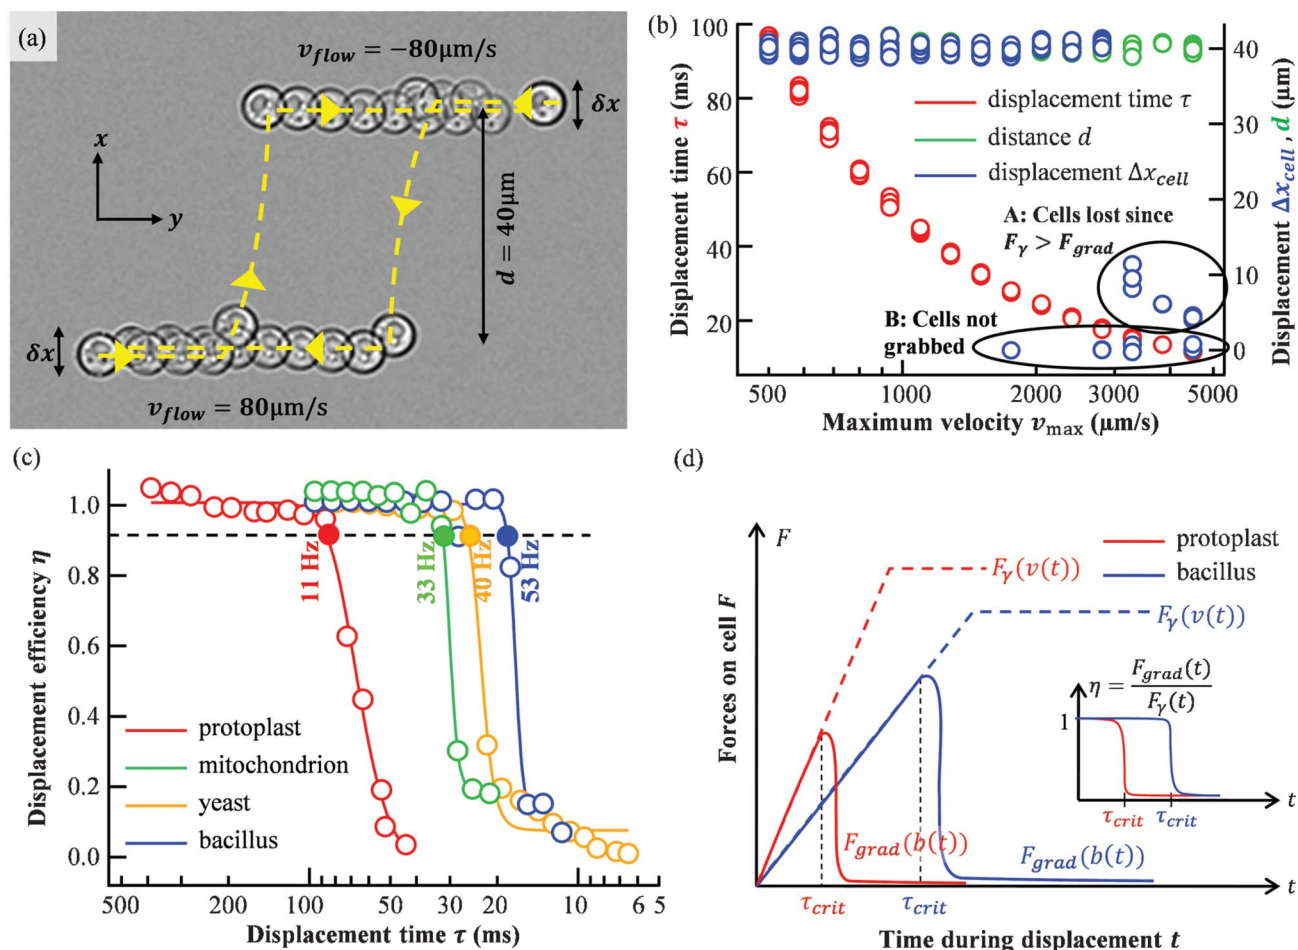 (a)
v_flow = −80µm/s
δx
x
y
d = 40µm
δx
v_flow = 80µm/s
(b)
Displacement time τ (ms)
100
80
60
40
20
displacement time τ
distance d
displacement Δx_cell
A: Cells lost since
F_γ > F_grad
B: Cells not
grabbed
40
30
20
10
0
Displacement Δx_cell, d (µm)
500
1000
2000
3000
5000
Maximum velocity v_max (µm/s)
(c)
Displacement efficiency η
1.0
0.8
0.6
0.4
0.2
0.0
11 Hz
33 Hz
40 Hz
53 Hz
protoplast
mitochondrion
yeast
bacillus
500
100
50
30
20
10
6
5
Displacement time τ (ms)
(d)
F
Forces on cell F
protoplast
bacillus
F_γ(v(t))
F_γ(v(t))
η = F_grad(t)
F_γ(t)
1
t
τ_crit
τ_crit
F_grad(b(t))
F_grad(b(t))
t
τ_crit
τ_crit
Time during displacement t